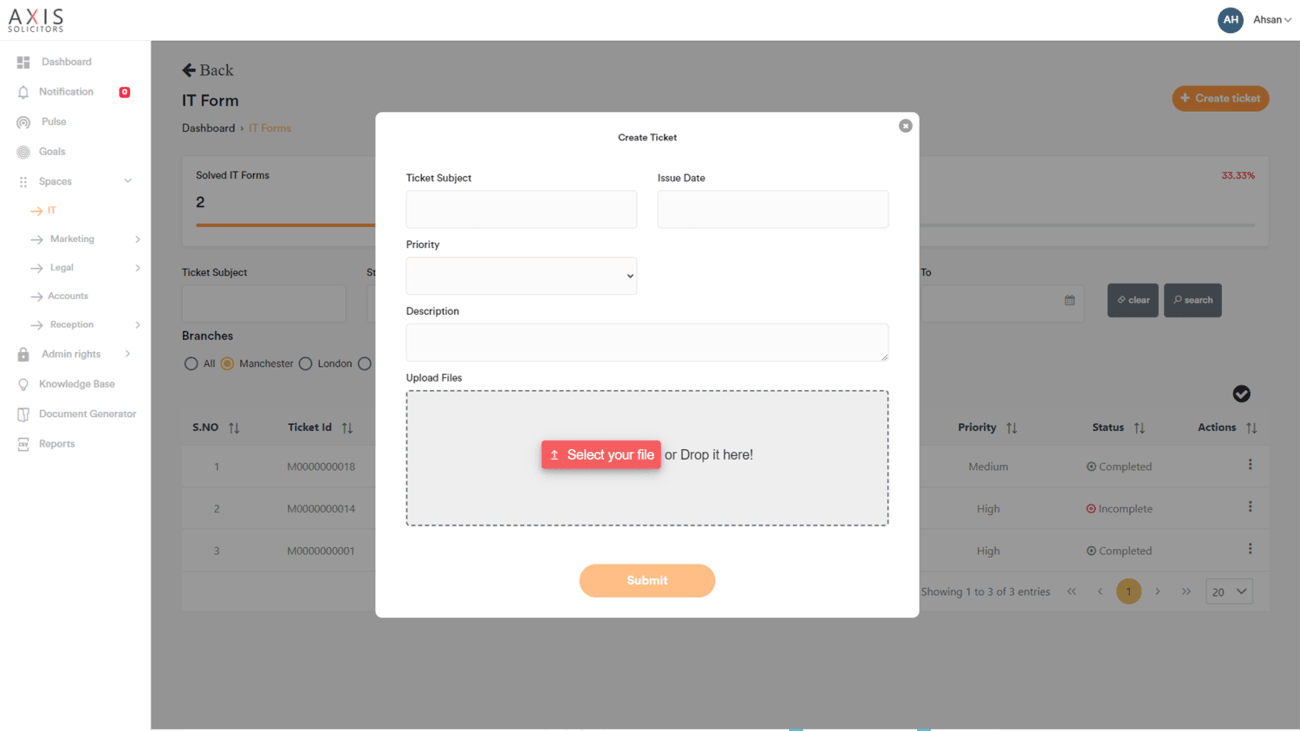 AXIS
SOLICITORS
AH
Ahsan
Dashboard
Notification
0
Pulse
Goals
Spaces
IT
Marketing
Legal
Accounts
Reception
Admin rights
Knowledge Base
Document Generator
Reports
Back
IT Form
+ Create ticket
Dashboard › IT Forms
Solved IT Forms
2
33.33%
Ticket Subject
St
To
clear
search
Branches
All
Manchester
London
S.NO
Ticket Id
Priority
Status
Actions
1
M0000000018
Medium
Completed
2
M0000000014
High
Incomplete
3
M0000000001
High
Completed
Showing 1 to 3 of 3 entries
«
‹
1
›
»
20
Create Ticket
Ticket Subject
Issue Date
Priority
Description
Upload Files
Select your file or Drop it here!
Submit